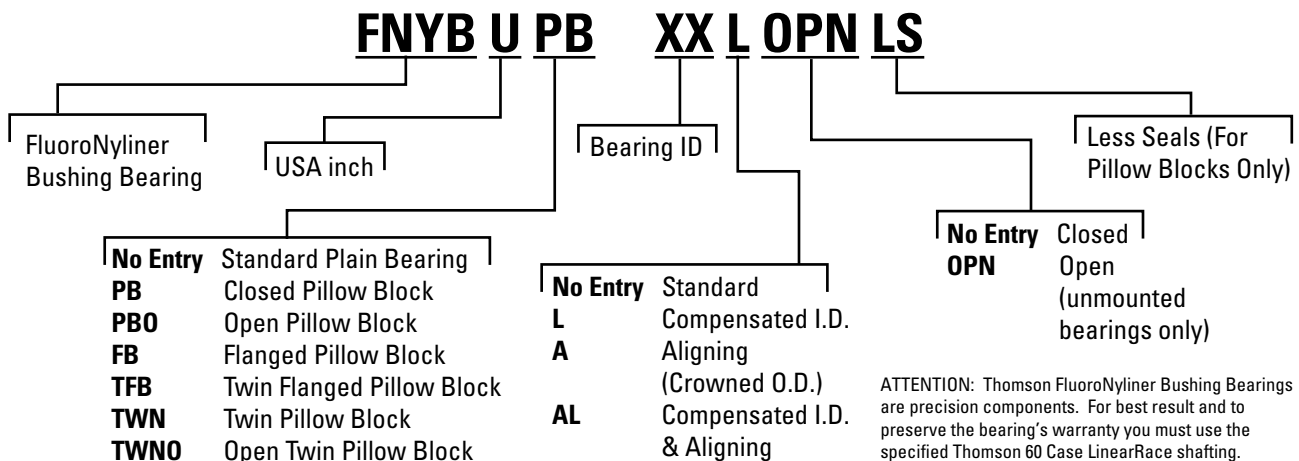 FNYB U PB XX L OPN LS
FluoroNyliner
Bushing Bearing
USA inch
Bearing ID
Less Seals (For
Pillow Blocks Only)
No Entry Standard Plain Bearing
PB Closed Pillow Block
PBO Open Pillow Block
FB Flanged Pillow Block
TFB Twin Flanged Pillow Block
TWN Twin Pillow Block
TWNO Open Twin Pillow Block
No Entry Standard
L Compensated I.D.
A Aligning
(Crowned O.D.)
AL Compensated I.D.
& Aligning
No Entry Closed
OPN Open
(unmounted
bearings only)
ATTENTION: Thomson FluoroNyliner Bushing Bearings
are precision components. For best result and to
preserve the bearing's warranty you must use the
specified Thomson 60 Case LinearRace shafting.